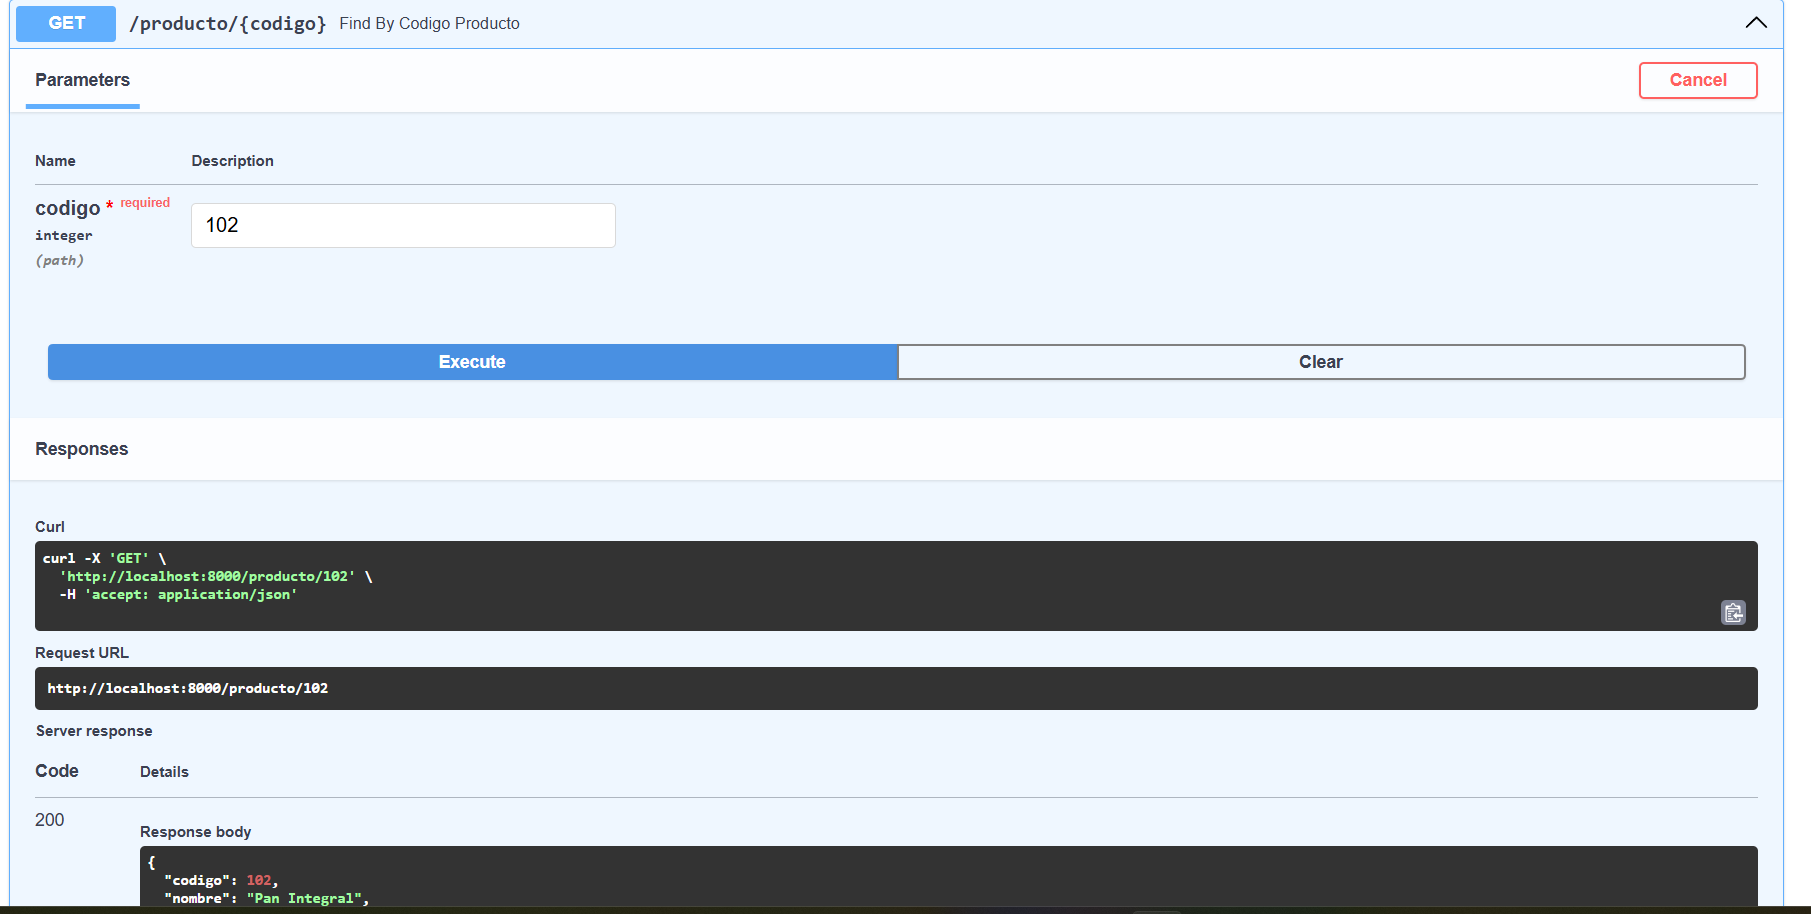 GET /producto/{codigo} Find By Codigo Producto
Parameters
Cancel
Name Description
codigo * required
integer
(path)
102
Execute Clear
Responses
Curl
curl -X 'GET' \
  'http://localhost:8000/producto/102' \
  -H 'accept: application/json'
Request URL
http://localhost:8000/producto/102
Server response
Code Details
200
Response body
{
  "codigo": 102,
  "nombre": "Pan Integral",